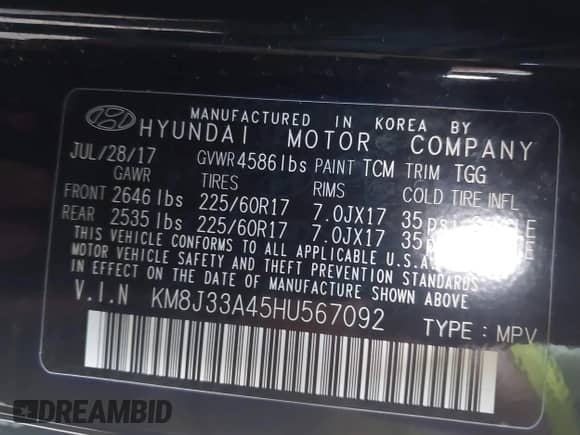 MANUFACTURED IN KOREA BY
HYUNDAI MOTOR COMPANY
JUL/28/17 GVWR 4586lbs PAINT TCM TRIM TGG
GAWR TIRES RIMS COLD TIRE INFL
FRONT 2646 lbs 225/60R17 7.0JX17 35psi
REAR 2535 lbs 225/60R17 7.0JX17 35
THIS VEHICLE CONFORMS TO ALL APPLICABLE U.S.A. FEDERAL
MOTOR VEHICLE SAFETY AND THEFT PREVENTION STANDARDS
IN EFFECT ON THE DATE OF MANUFACTURE SHOWN ABOVE
V.I.N KM8J33A45HU567092 TYPE : MPV
DREAMBID